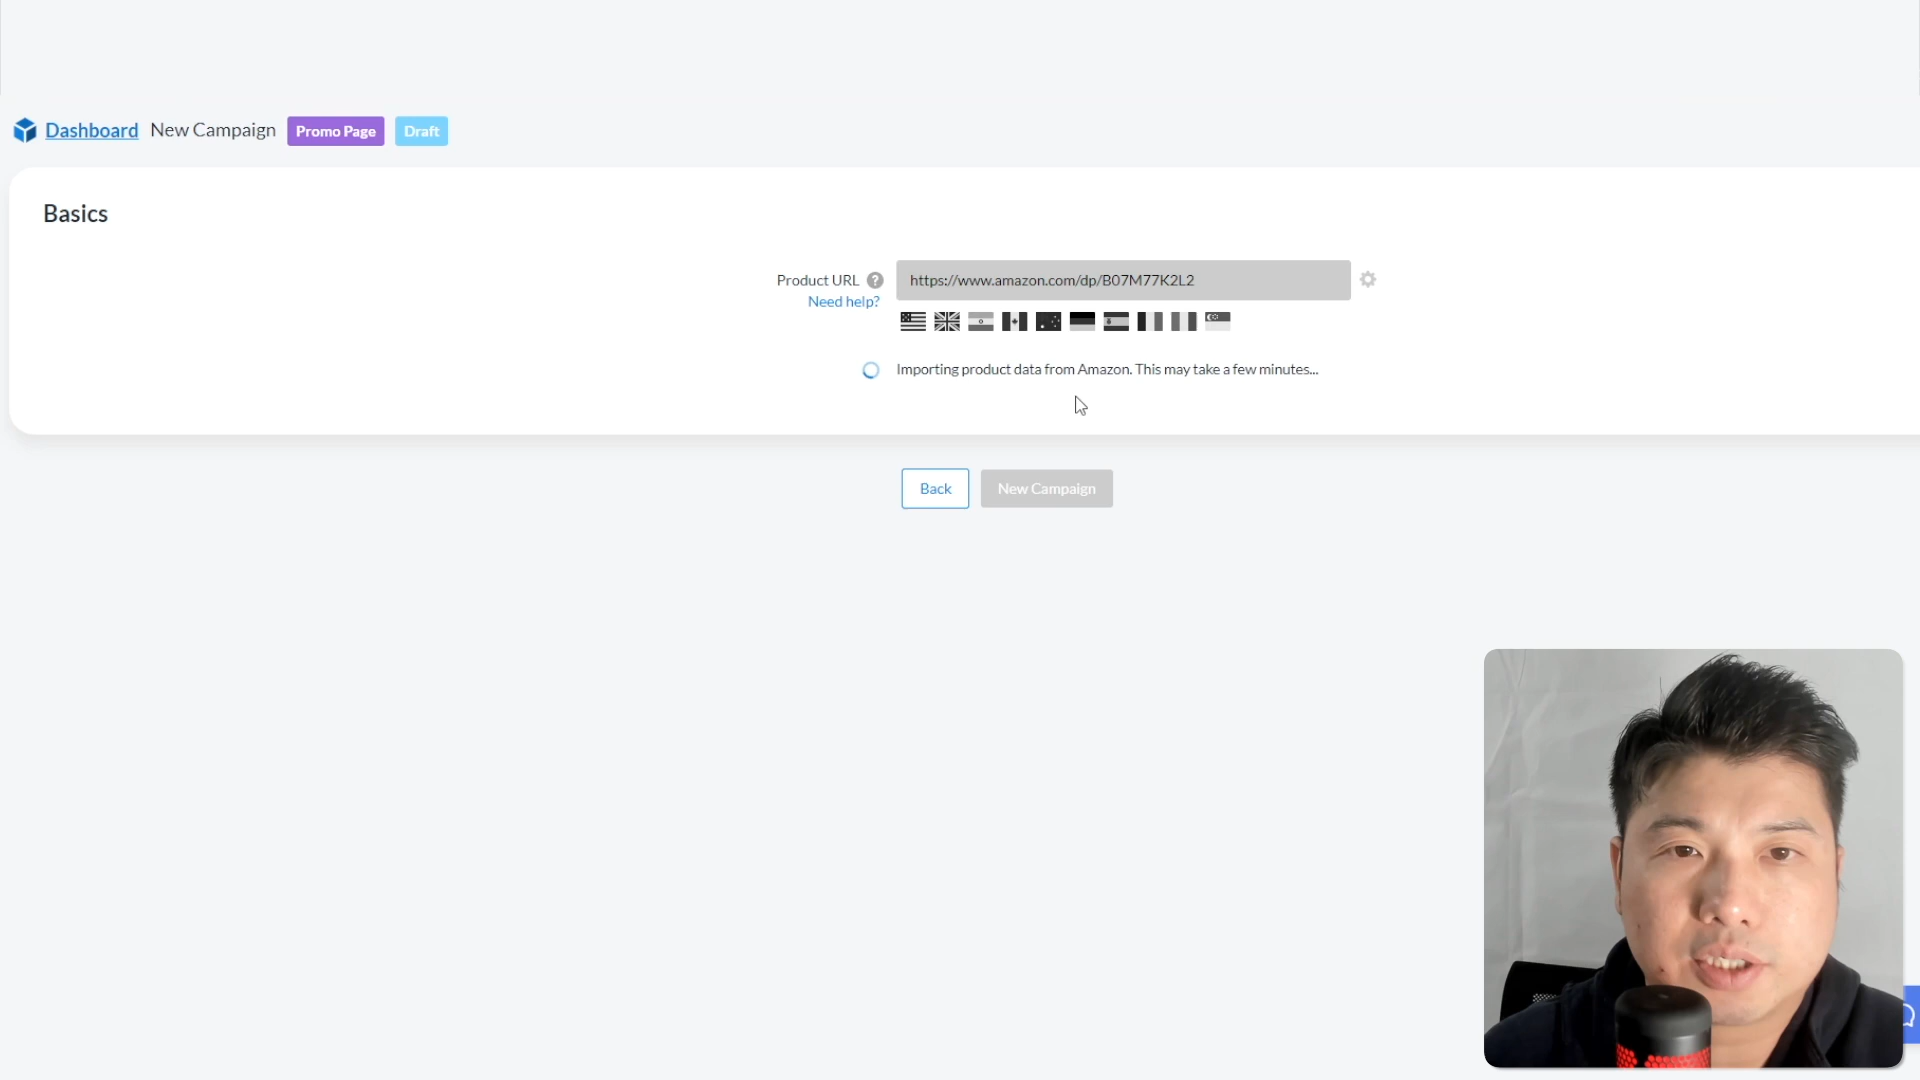 Dashboard New Campaign Promo Page Draft
Basics
Product URL ? https://www.amazon.com/dp/B07M77K2L2
Need help?
Importing product data from Amazon. This may take a few minutes...
Back New Campaign